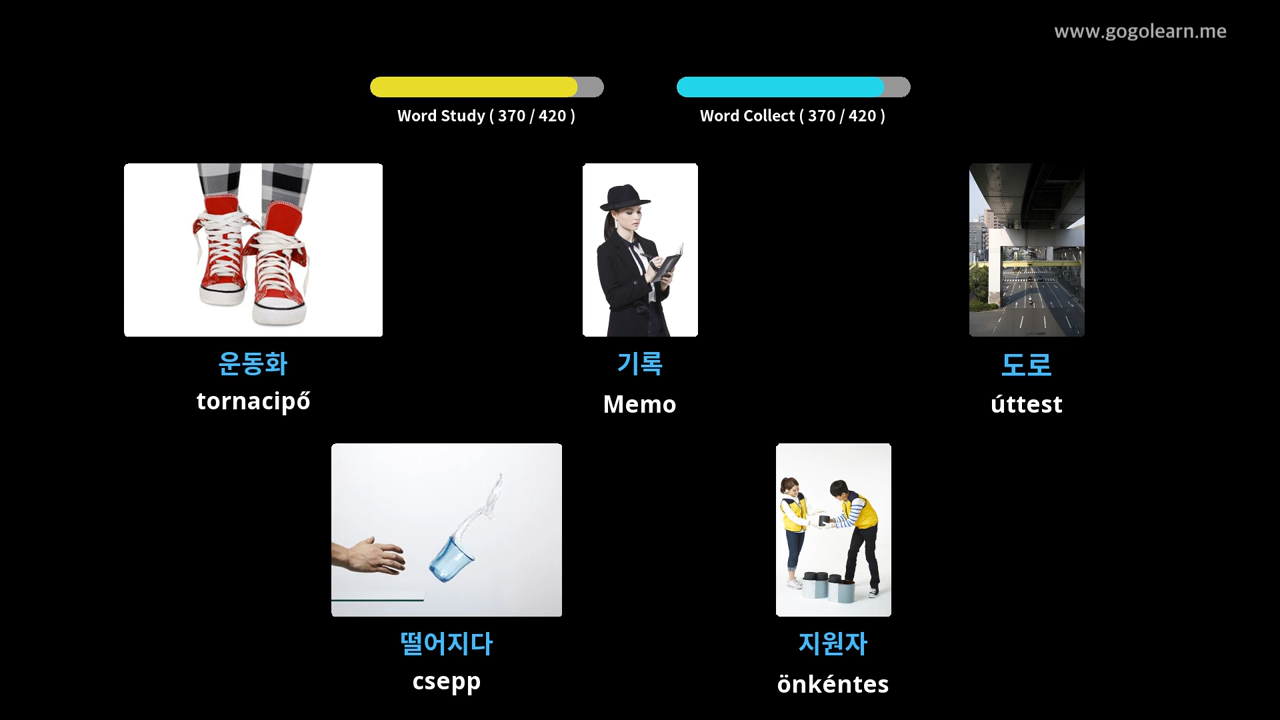 www.gogolearn.me
Word Study ( 370 / 420 )
Word Collect ( 370 / 420 )
운동화
tornacipő
기록
Memo
도로
úttest
떨어지다
csepp
지원자
önkéntes